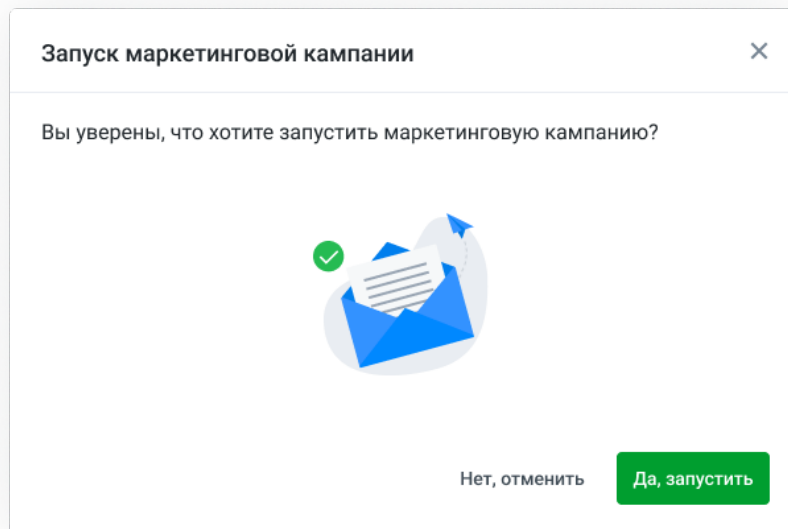 Запуск маркетинговой кампании
Вы уверены, что хотите запустить маркетинговую кампанию?
Нет, отменить
Да, запустить